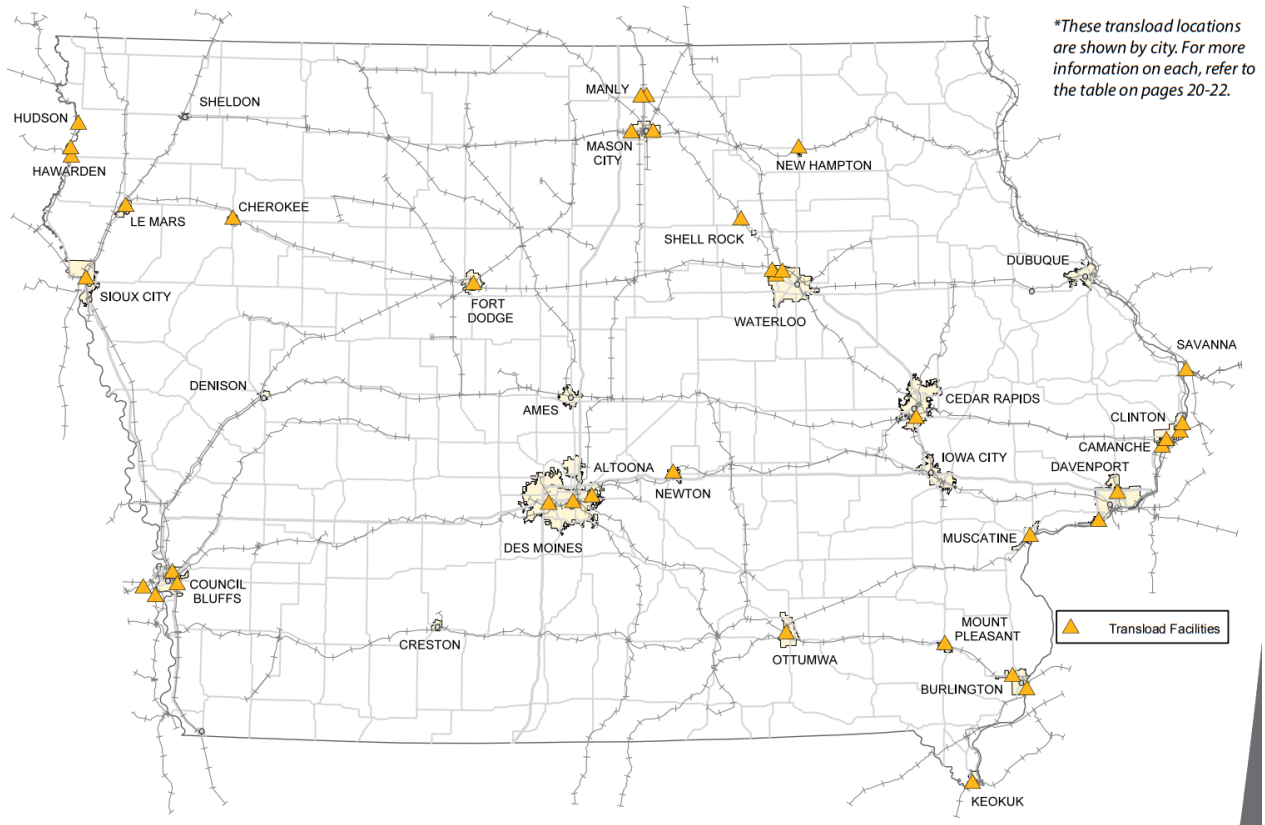 *These transload locations
are shown by city. For more
information on each, refer to
the table on pages 20-22.
MANLY
SHELDON
HUDSON
MASON
CITY
NEW HAMPTON
HAWARDEN
CHEROKEE
LE MARS
SHELL ROCK
DUBUQUE
SIOUX CITY
FORT
DODGE
WATERLOO
SAVANNA
DENISON
AMES
CEDAR RAPIDS
CLINTON
CAMANCHE
IOWA CITY
ALTOONA
DAVENPORT
NEWTON
MUSCATINE
DES MOINES
COUNCIL
BLUFFS
MOUNT
PLEASANT
Transload Facilities
CRESTON
OTTUMWA
BURLINGTON
KEOKUK